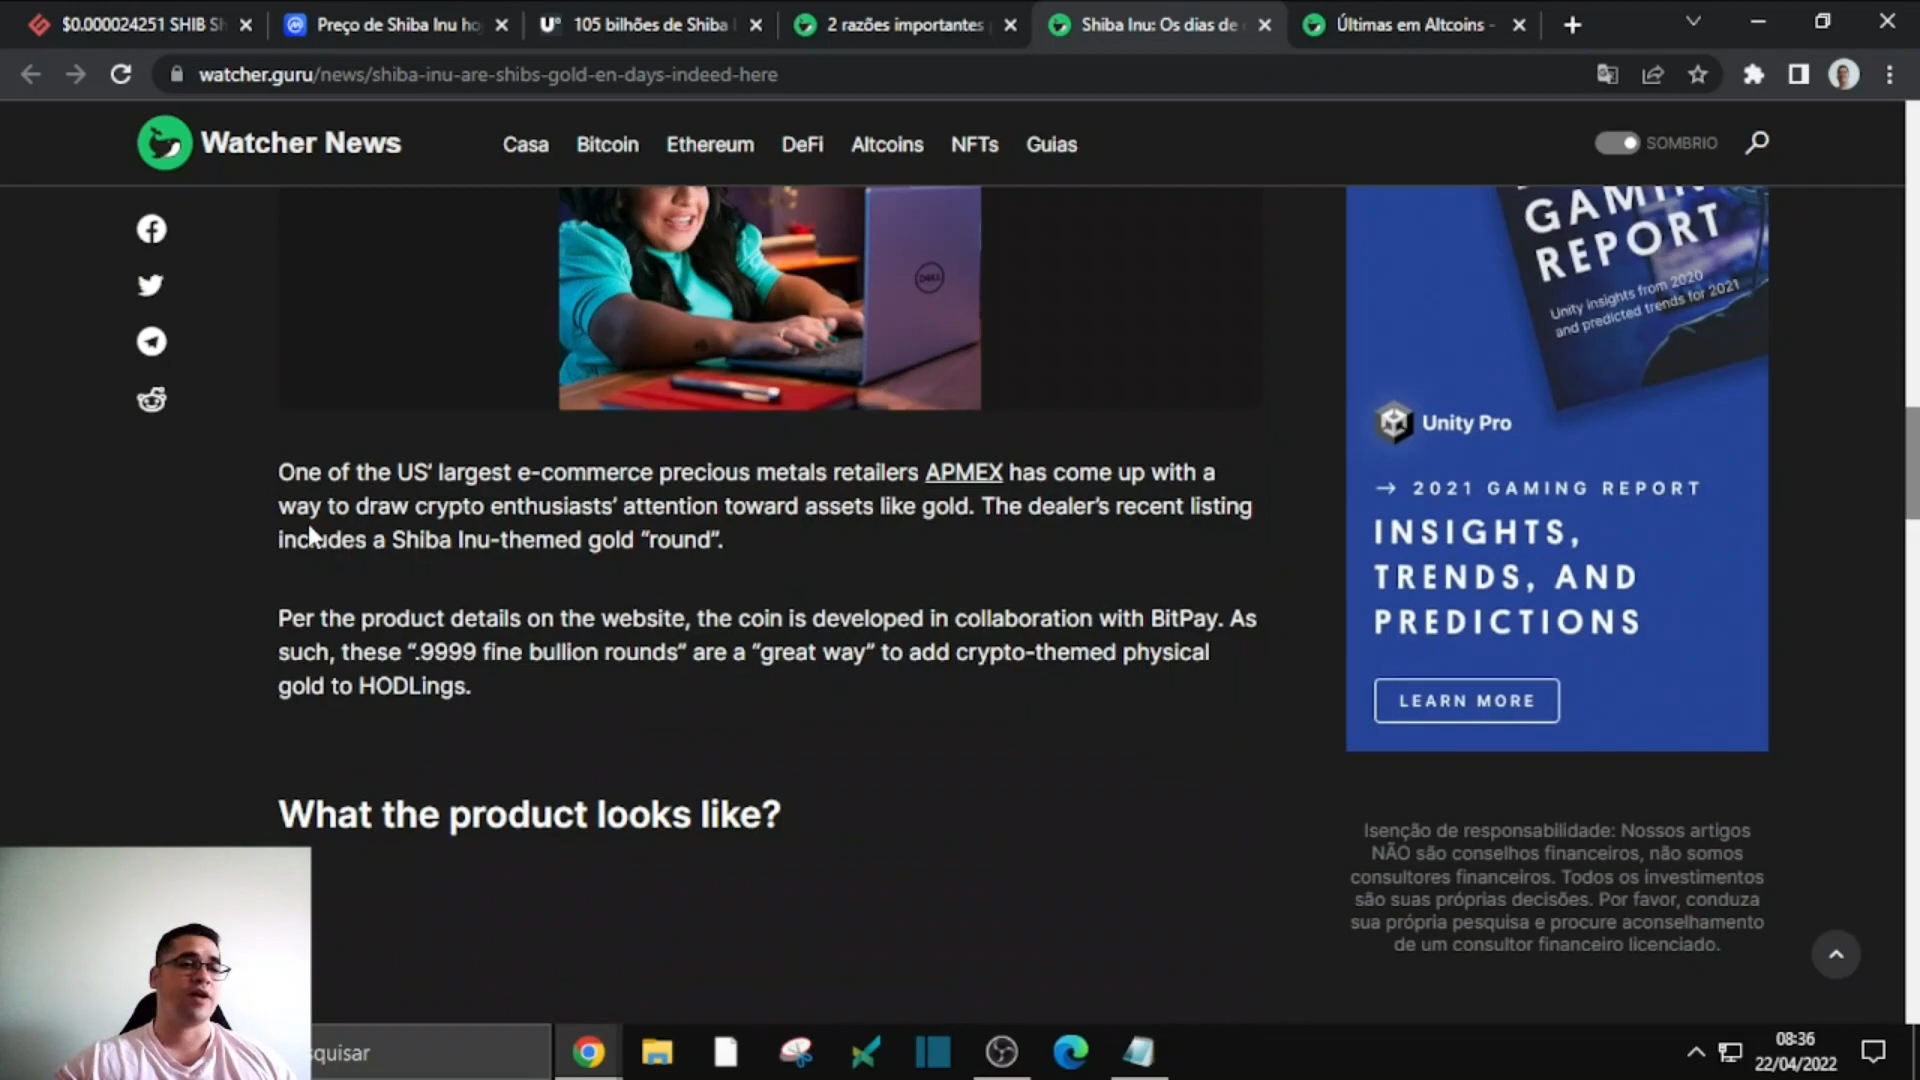 $0.000024251 SHIB Sh
Preço de Shiba Inu ho
105 bilhões de Shiba I
2 razões importantes
Shiba Inu: Os dias de
Últimas em Altcoins -
watcher.guru/news/shiba-inu-are-shibs-gold-en-days-indeed-here
Watcher News
Casa
Bitcoin
Ethereum
DeFi
Altcoins
NFTs
Guias
SOMBRIO
DELL
One of the US' largest e-commerce precious metals retailers APMEX has come up with a
way to draw crypto enthusiasts' attention toward assets like gold. The dealer's recent listing
includes a Shiba Inu-themed gold “round”.
Per the product details on the website, the coin is developed in collaboration with BitPay. As
such, these “.9999 fine bullion rounds” are a “great way” to add crypto-themed physical
gold to HODLings.
What the product looks like?
GAMING
REPORT
Unity insights from 2020
and predicted trends for 2021
Unity Pro
→ 2021 GAMING REPORT
INSIGHTS,
TRENDS, AND
PREDICTIONS
LEARN MORE
Isenção de responsabilidade: Nossos artigos
NÃO são conselhos financeiros, não somos
consultores financeiros. Todos os investimentos
são suas próprias decisões. Por favor, conduza
sua própria pesquisa e procure aconselhamento
de um consultor financeiro licenciado.
squisar
08:36
22/04/2022